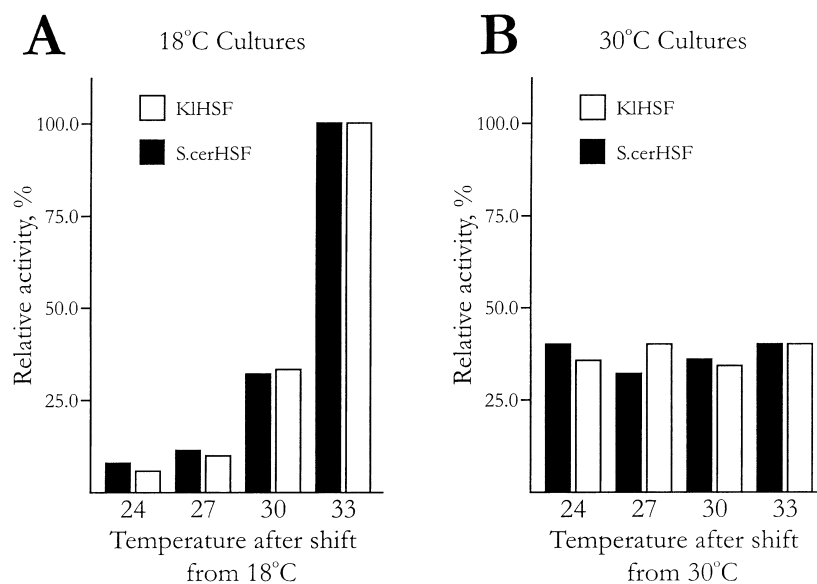 A
18°C Cultures
KlHSF
S.cerHSF
100.0
75.0
50.0
25.0
Relative activity, %
24 27 30 33
Temperature after shift
from 18°C
B
30°C Cultures
KlHSF
S.cerHSF
100.0
75.0
50.0
25.0
Relative activity, %
24 27 30 33
Temperature after shift
from 30°C